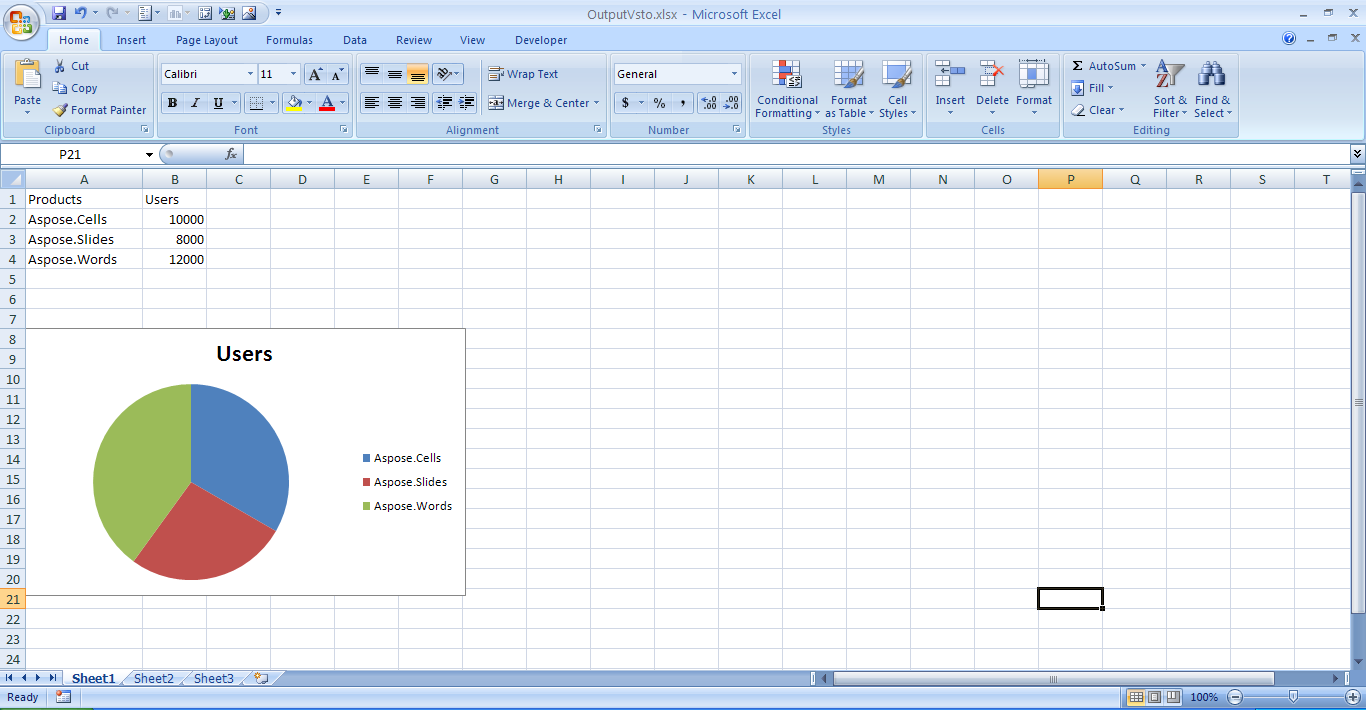 OutputVsto.xlsx - Microsoft Excel
Home Insert Page Layout Formulas Data Review View Developer
Paste
Cut
Copy
Format Painter
Clipboard
Calibri 11
B I U A A A
Font
Wrap Text
Merge & Center
Alignment
General
$ % ,
Number
Conditional Formatting
Format as Table
Cell Styles
Styles
Insert Delete Format
Cells
Σ AutoSum
Fill
Clear
Sort & Filter
Find & Select
Editing
P21 fx
A B C D E F G H I J K L M N O P Q R S T
1 Products Users
2 Aspose.Cells 10000
3 Aspose.Slides 8000
4 Aspose.Words 12000
5
6
7
8
9
10
11
12
13
14
15
16
17
18
19
20
21
22
23
24
Users
Aspose.Cells
Aspose.Slides
Aspose.Words
Sheet1 Sheet2 Sheet3
Ready 100%